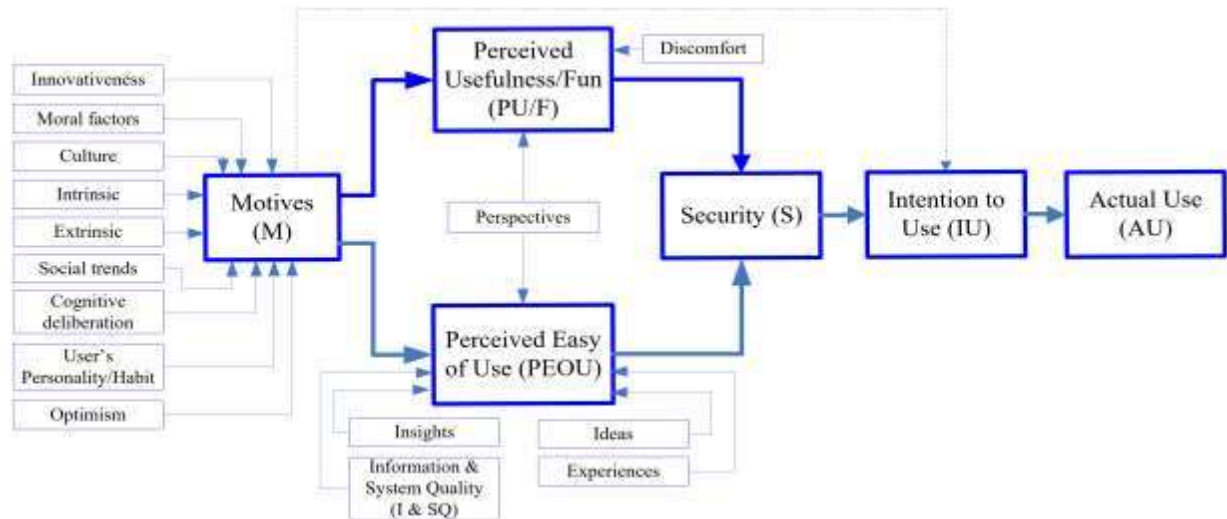 Innovativeness
Moral factors
Culture
Intrinsic
Extrinsic
Social trends
Cognitive
deliberation
User's
Personality/Habit
Optimism
Motives
(M)
Perceived
Usefulness/Fun
(PU/F)
Discomfort
Perspectives
Perceived Easy
of Use (PEOU)
Insights
Information &
System Quality
(I & SQ)
Ideas
Experiences
Security (S)
Intention to
Use (IU)
Actual Use
(AU)